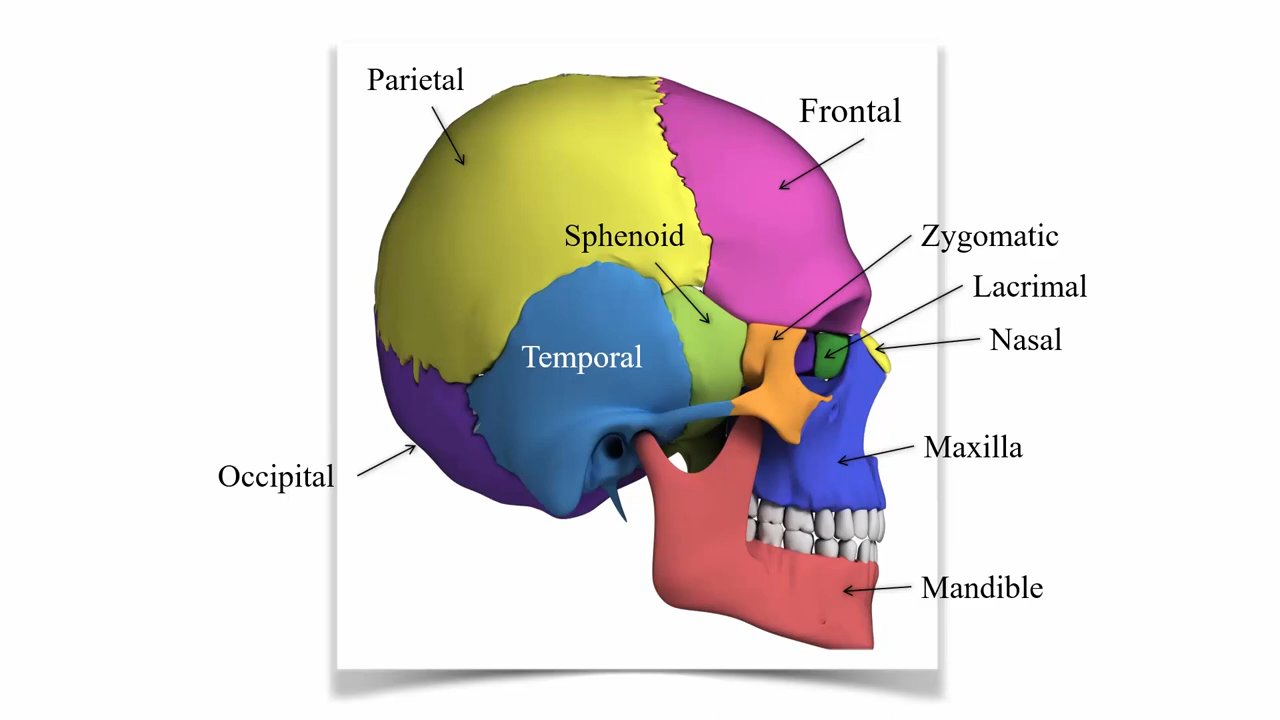 Parietal
Frontal
Sphenoid
Zygomatic
Lacrimal
Nasal
Temporal
Maxilla
Occipital
Mandible